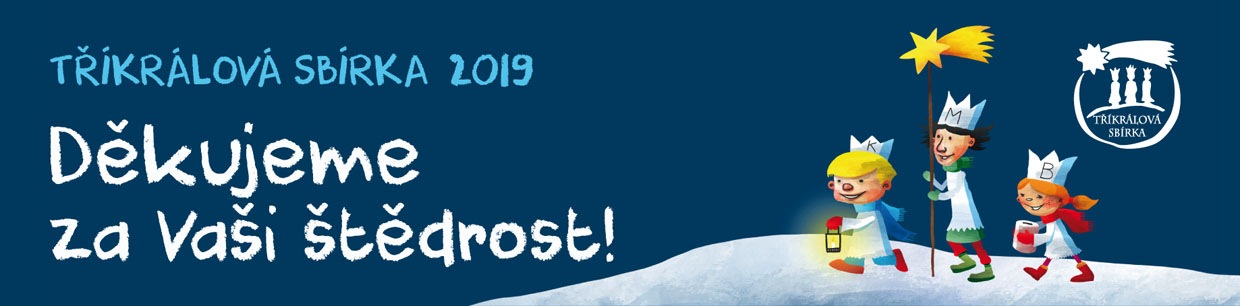 TŘÍKRÁLOVÁ SBÍRKA 2019
Děkujeme
za Vaši štědrost!
K
M
B
TŘÍKRÁLOVÁ
SBÍRKA